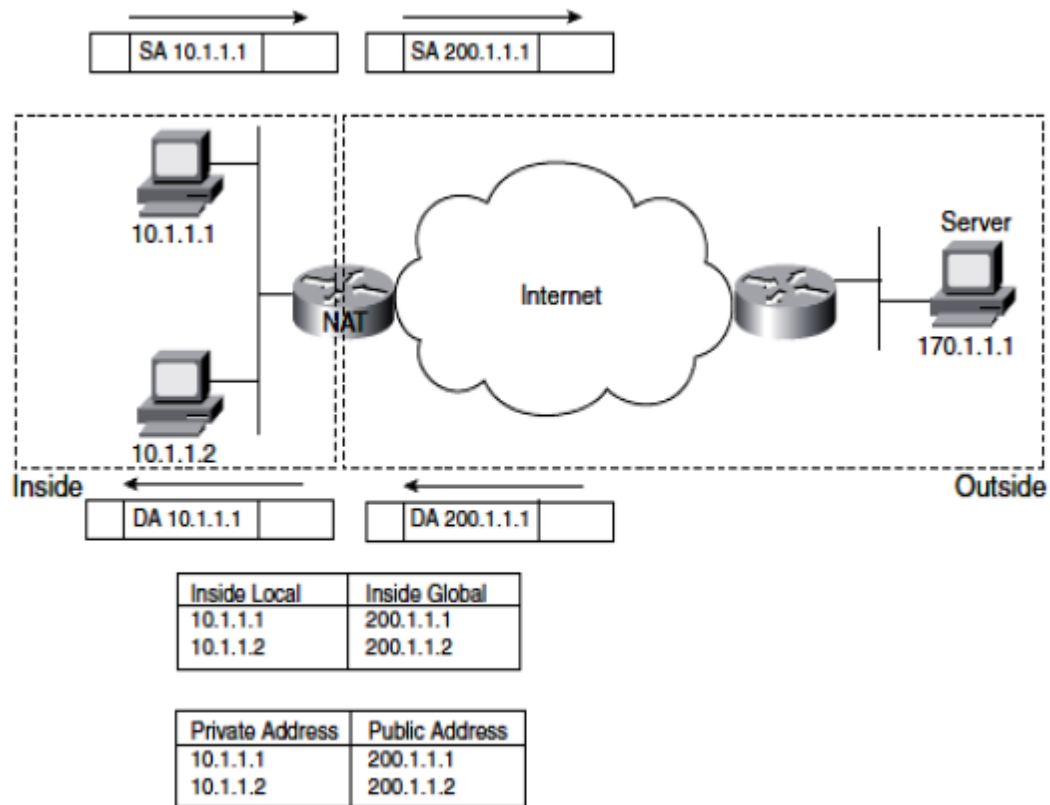 SA 10.1.1.1
SA 200.1.1.1
10.1.1.1
NAT
Internet
Server
170.1.1.1
10.1.1.2
Inside
Outside
DA 10.1.1.1
DA 200.1.1.1
Inside Local Inside Global
10.1.1.1 200.1.1.1
10.1.1.2 200.1.1.2
Private Address Public Address
10.1.1.1 200.1.1.1
10.1.1.2 200.1.1.2